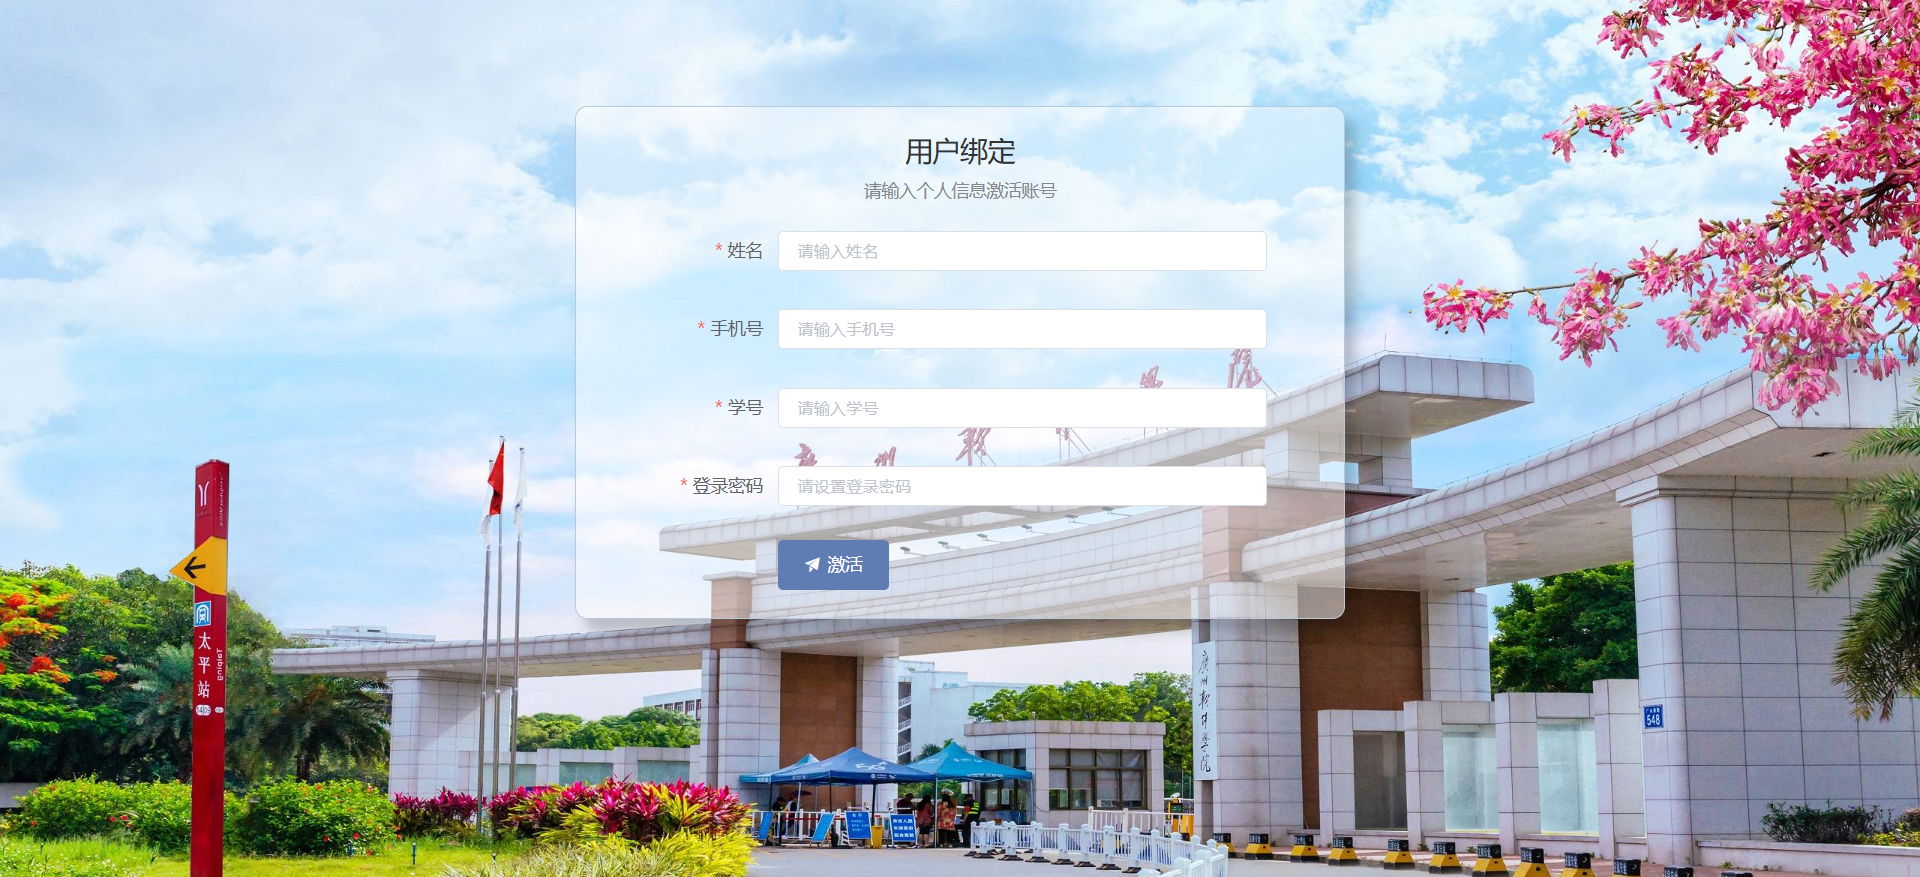 用户绑定
请输入个人信息激活账号
* 姓名 请输入姓名
* 手机号 请输入手机号
* 学号 请输入学号
* 登录密码 请设置登录密码
激活
太平站
Taiping
548